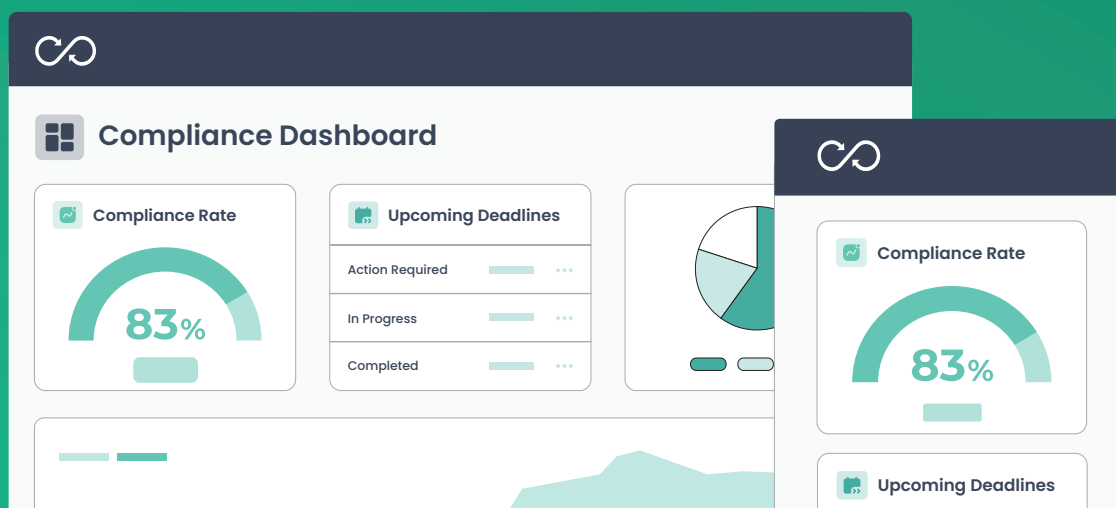 Compliance Dashboard
Compliance Rate
83%
Upcoming Deadlines
Action Required
In Progress
Completed
Compliance Rate
83%
Upcoming Deadlines